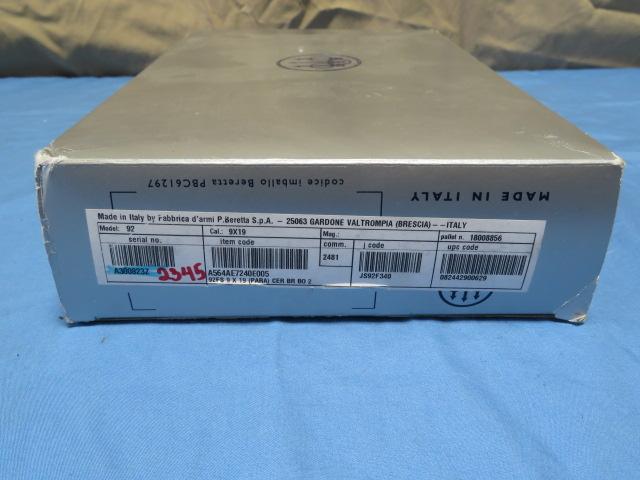 codice imballo Beretta PBC61297
MADE IN ITALY
Made in Italy by Fabbrica d'armi P.Beretta S.p.A. - 25063 GARDONE VALTROMPIA (BRESCIA) - -ITALY
Model: 92 Cal.: 9X19 Mag.: pallet n. 18008856
serial no. item code comm. j code upc code
2481
2345 A564AE7240E005 JS92F340 082442900629
92FS 9 X 19 (PARA) CER BR BO 2